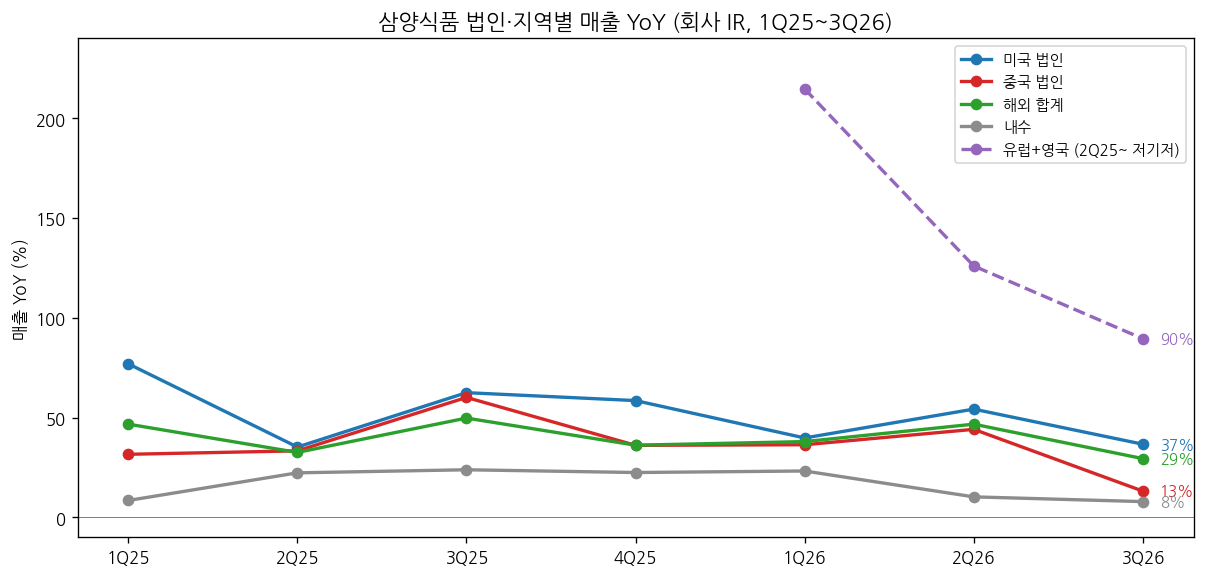 삼양식품 법인·지역별 매출 YoY (회사 IR, 1Q25~3Q26)
매출 YoY (%)
200
150
100
50
0
미국 법인
중국 법인
해외 합계
내수
유럽+영국 (2Q25~ 저기저)
90%
37%
29%
13%
8%
1Q25
2Q25
3Q25
4Q25
1Q26
2Q26
3Q26